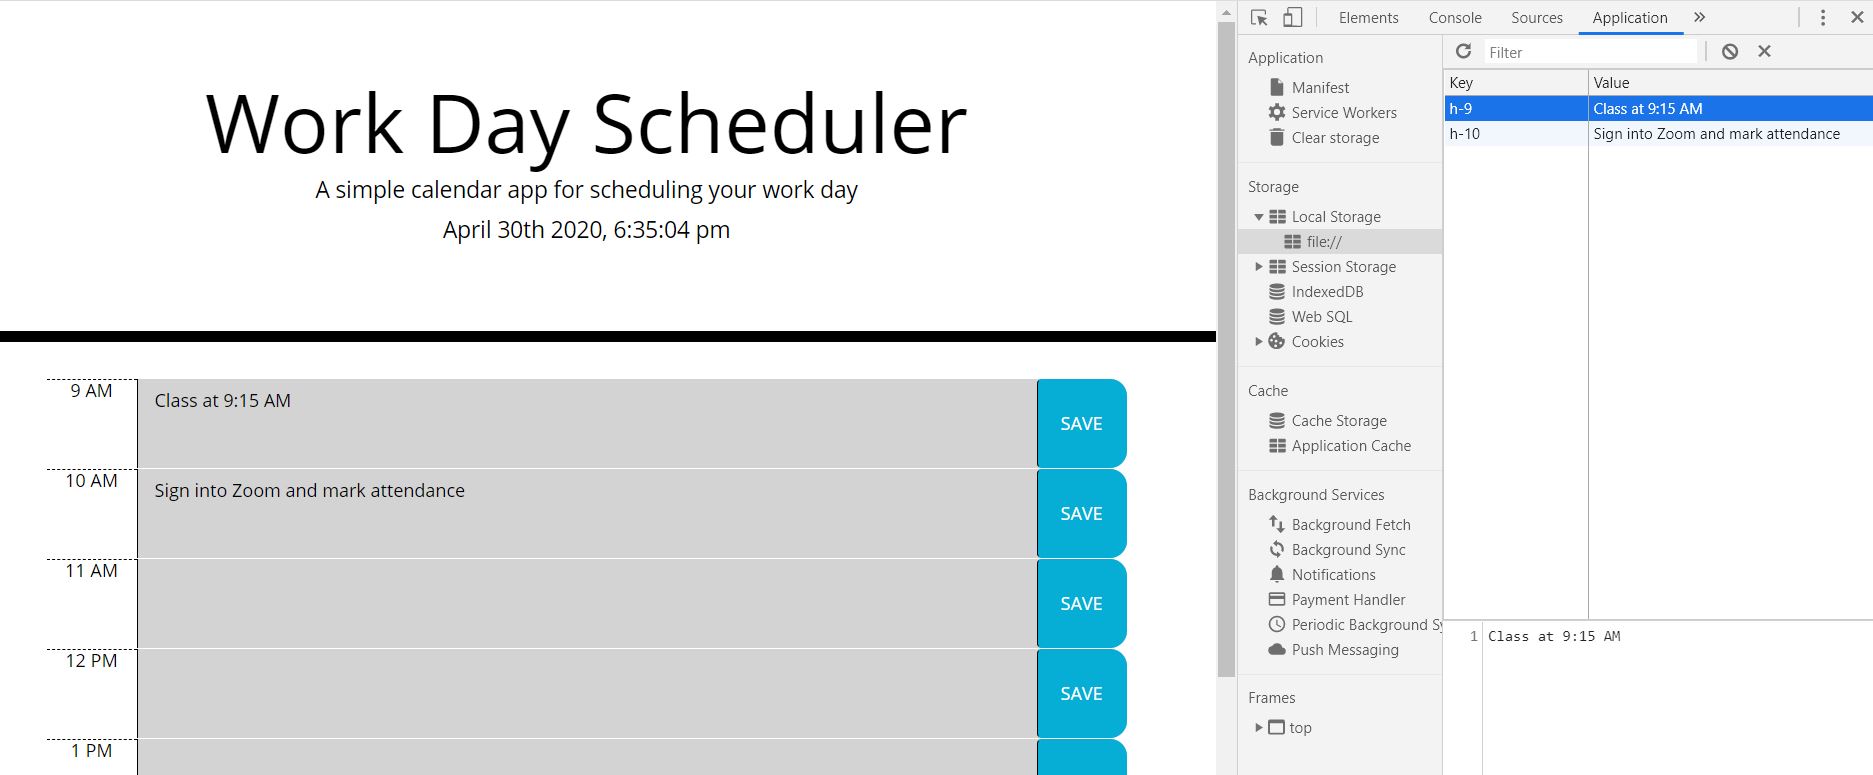 Work Day Scheduler
A simple calendar app for scheduling your work day
April 30th 2020, 6:35:04 pm
9 AM
Class at 9:15 AM
SAVE
10 AM
Sign into Zoom and mark attendance
SAVE
11 AM
SAVE
12 PM
SAVE
1 PM
Elements Console Sources Application »
Application
Manifest
Service Workers
Clear storage
Storage
Local Storage
file://
Session Storage
IndexedDB
Web SQL
Cookies
Cache
Cache Storage
Application Cache
Background Services
Background Fetch
Background Sync
Notifications
Payment Handler
Periodic Background Sy
Push Messaging
Frames
top
Filter
Key Value
h-9 Class at 9:15 AM
h-10 Sign into Zoom and mark attendance
1 Class at 9:15 AM